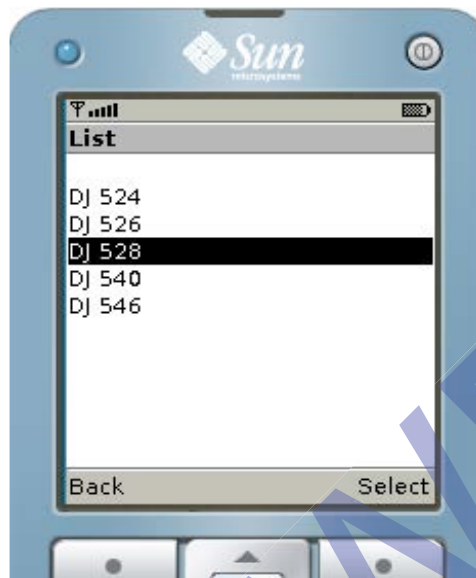 Sun
microsystems
List
DJ 524
DJ 526
DJ 528
DJ 540
DJ 546
Back Select